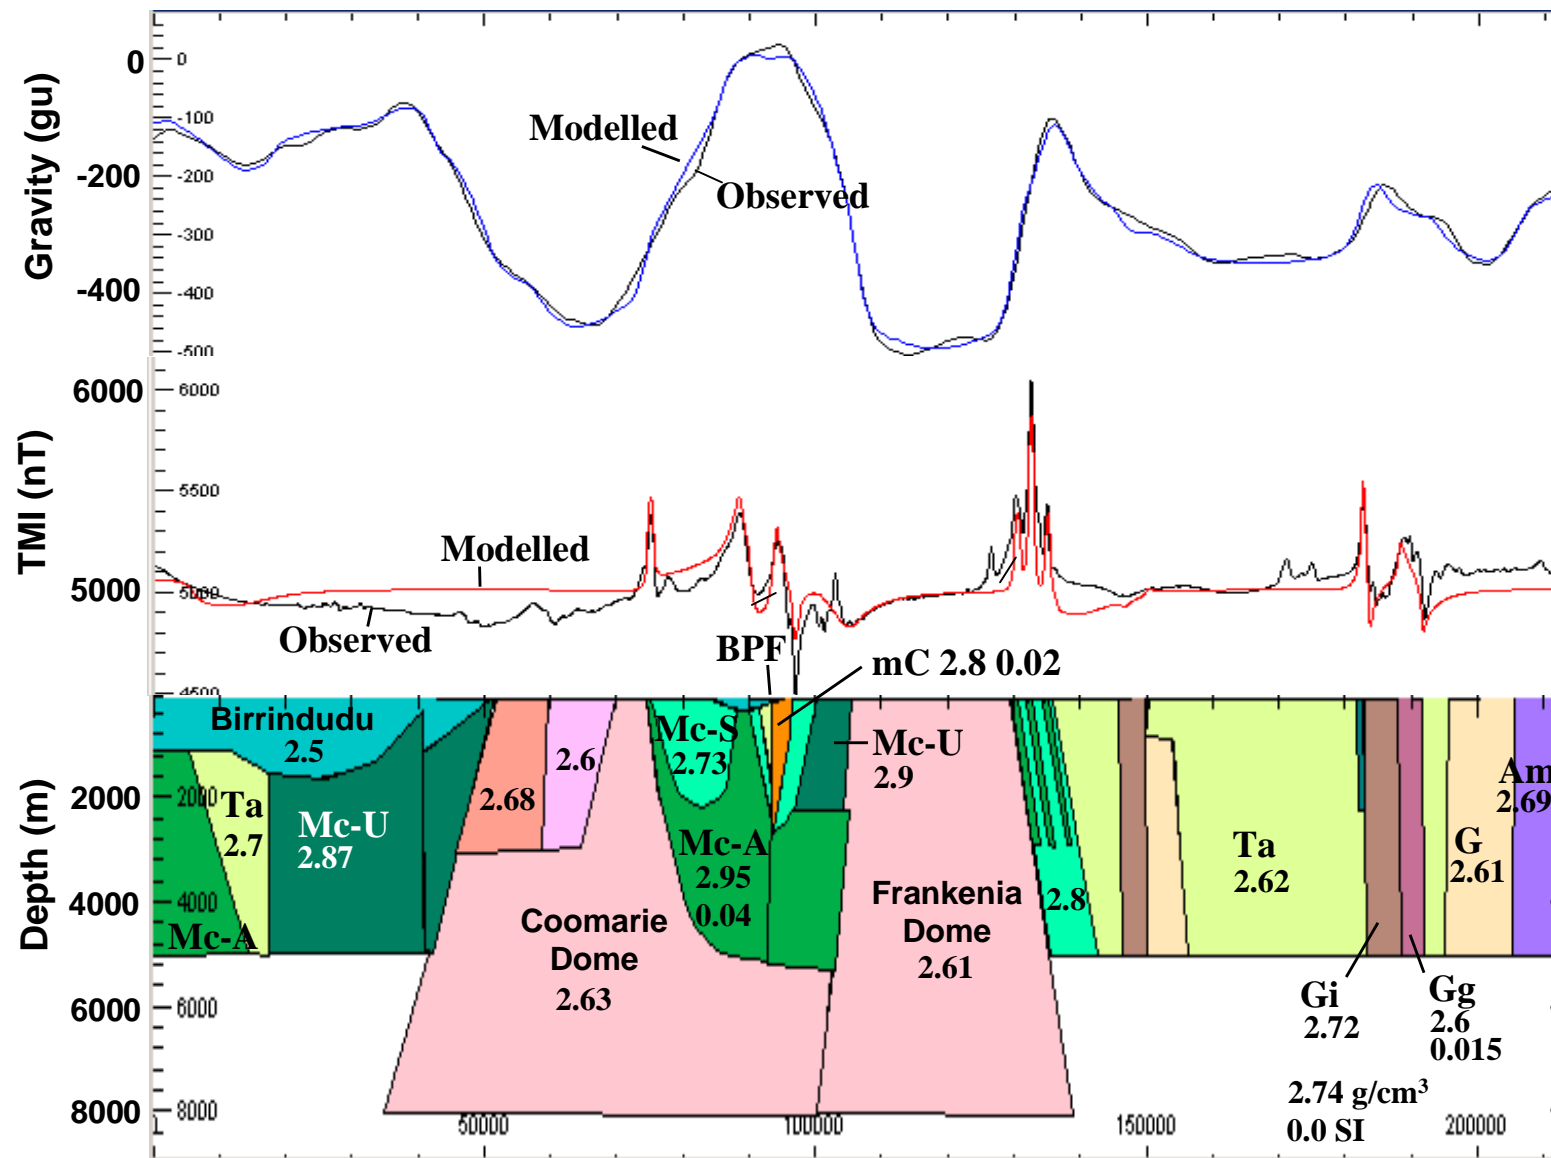 Gravity (gu)
0
-200
-400
0
-100
-200
-300
-400
-500
Modelled
Observed
TMI (nT)
6000
5000
6000
5500
5000
4500
Modelled
Observed
BPF
mC 2.8 0.02
Depth (m)
2000
4000
6000
8000
2000
4000
6000
8000
Birrindudu
2.5
Ta
2.7
Mc-U
2.87
Mc-A
2.68
2.6
Mc-S
2.73
Mc-A
2.95
0.04
Mc-U
2.9
Coomarie
Dome
2.63
Frankenia
Dome
2.61
2.8
Ta
2.62
G
2.61
Am
2.69
Gi
2.72
Gg
2.6
0.015
2.74 g/cm³
0.0 SI
50000
100000
150000
200000